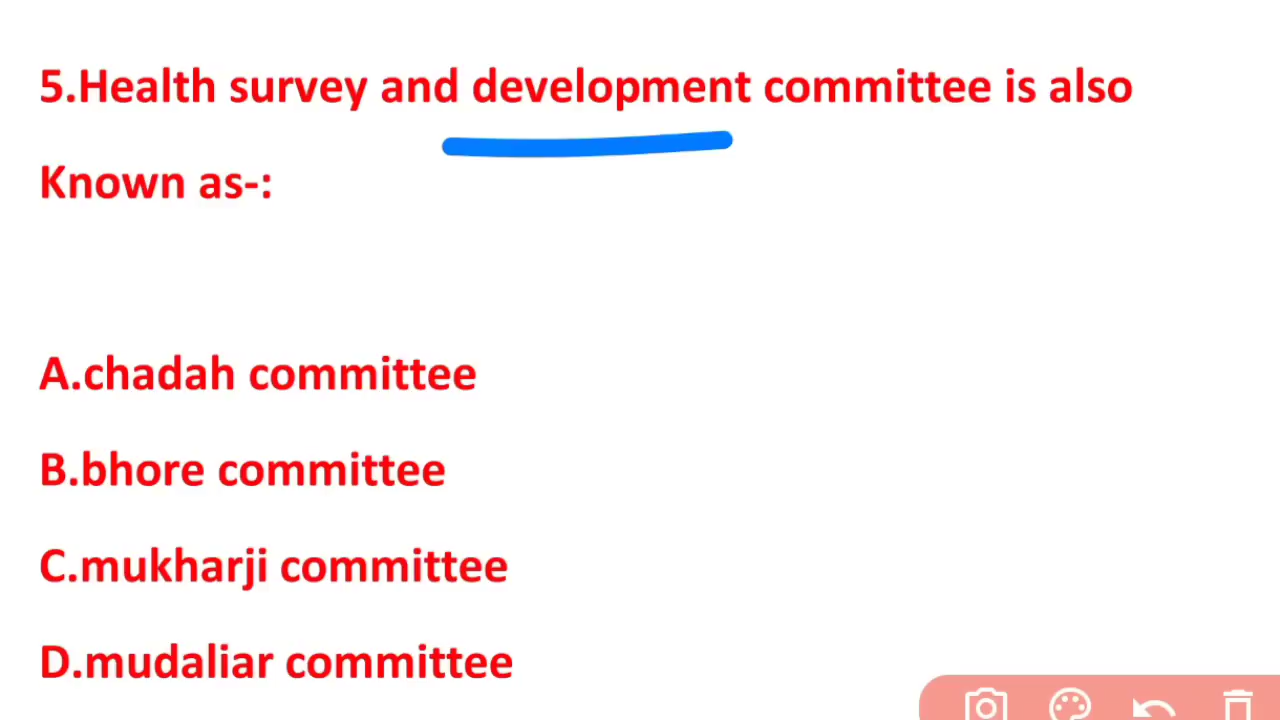 5.Health survey and development committee is also
Known as-:
A.chadah committee
B.bhore committee
C.mukharji committee
D.mudaliar committee